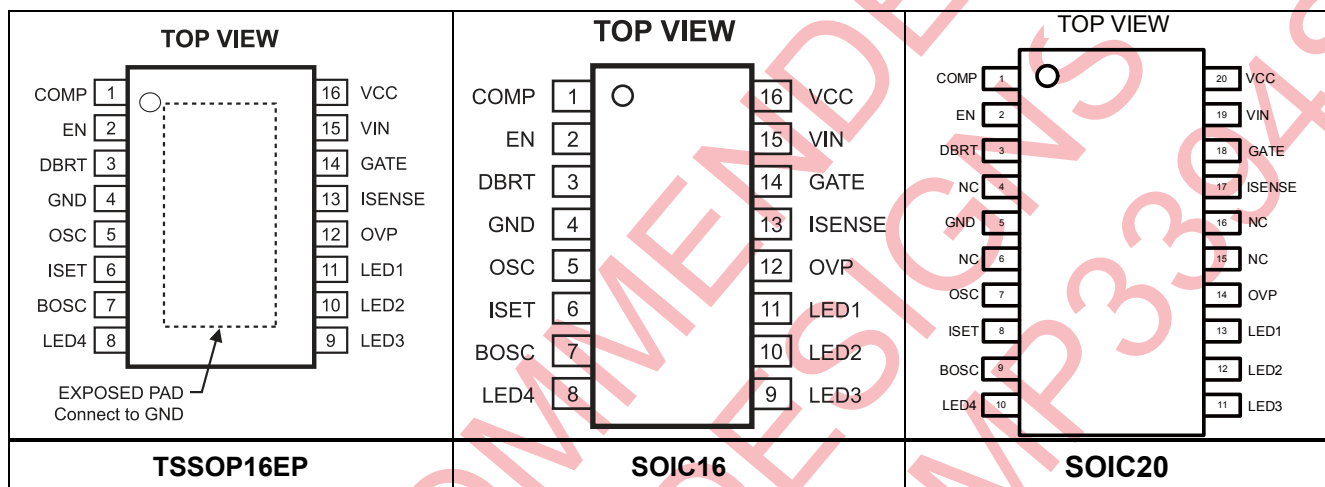 TOP VIEW
COMP 1
EN 2
DBRT 3
GND 4
OSC 5
ISET 6
BOSC 7
LED4 8
16 VCC
15 VIN
14 GATE
13 ISENSE
12 OVP
11 LED1
10 LED2
9 LED3
EXPOSED PAD
Connect to GND
TSSOP16EP
TOP VIEW
COMP 1
EN 2
DBRT 3
GND 4
OSC 5
ISET 6
BOSC 7
LED4 8
16 VCC
15 VIN
14 GATE
13 ISENSE
12 OVP
11 LED1
10 LED2
9 LED3
SOIC16
TOP VIEW
COMP 1
EN 2
DBRT 3
NC 4
GND 5
NC 6
OSC 7
ISET 8
BOSC 9
LED4 10
20 VCC
19 VIN
18 GATE
17 ISENSE
16 NC
15 NC
14 OVP
13 LED1
12 LED2
11 LED3
SOIC20
DESIGNS